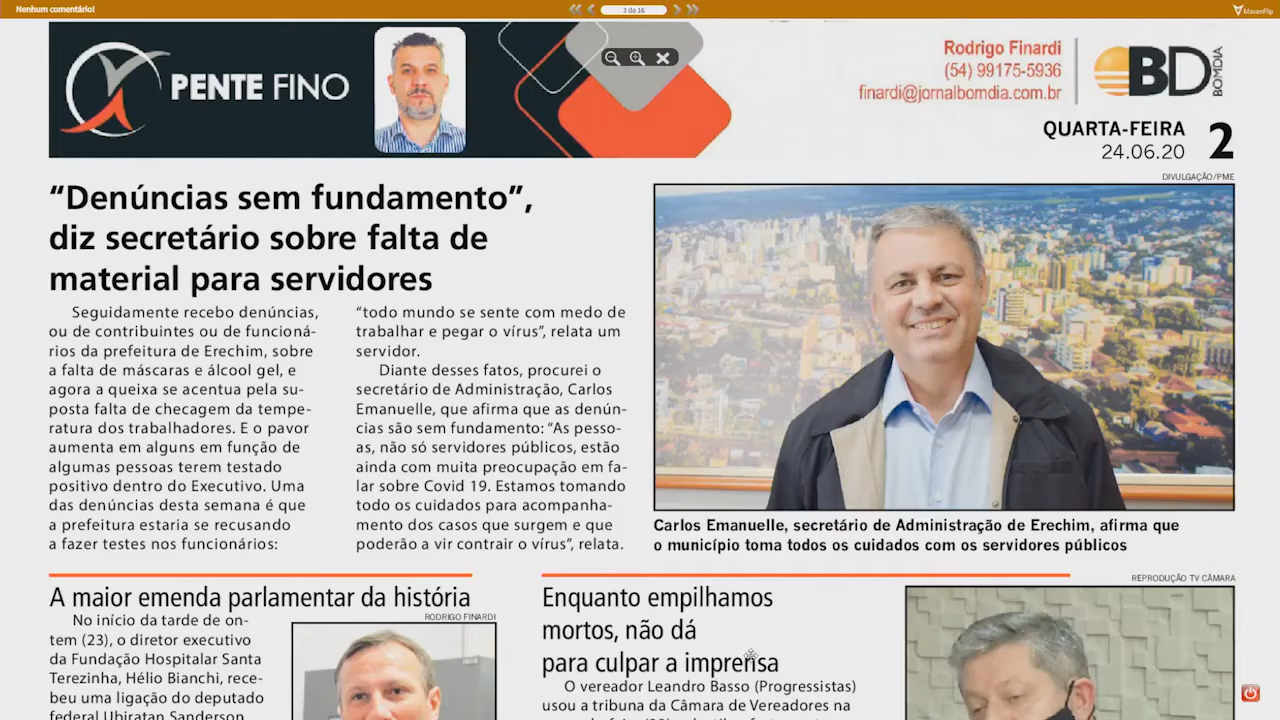 Nenhum comentário!
3 de 16
MavenFlip
PENTE FINO
Rodrigo Finardi
(54) 99175-5936
finardi@jornalbomdia.com.br
BD
BOMDIA
QUARTA-FEIRA
24.06.20
2
DIVULGAÇÃO/PME
“Denúncias sem fundamento”,
diz secretário sobre falta de
material para servidores
Seguidamente recebo denúncias,
ou de contribuintes ou de funcioná-
rios da prefeitura de Erechim, sobre
a falta de máscaras e álcool gel, e
agora a queixa se acentua pela su-
posta falta de checagem da tempe-
ratura dos trabalhadores. E o pavor
aumenta em alguns em função de
algumas pessoas terem testado
positivo dentro do Executivo. Uma
das denúncias desta semana é que
a prefeitura estaria se recusando
a fazer testes nos funcionários:
“todo mundo se sente com medo de
trabalhar e pegar o vírus”, relata um
servidor.
Diante desses fatos, procurei o
secretário de Administração, Carlos
Emanuelle, que afirma que as denún-
cias são sem fundamento: “As pesso-
as, não só servidores públicos, estão
ainda com muita preocupação em fa-
lar sobre Covid 19. Estamos tomando
todo os cuidados para acompanha-
mento dos casos que surgem e que
poderão a vir contrair o vírus”, relata.
Carlos Emanuelle, secretário de Administração de Erechim, afirma que
o município toma todos os cuidados com os servidores públicos
A maior emenda parlamentar da história
RODRIGO FINARDI
No início da tarde de on-
tem (23), o diretor executivo
da Fundação Hospitalar Santa
Terezinha, Hélio Bianchi, rece-
beu uma ligação do deputado
federal Ubiratan Sanderson
REPRODUÇÃO TV CÂMARA
Enquanto empilhamos
mortos, não dá
para culpar a imprensa
O vereador Leandro Basso (Progressistas)
usou a tribuna da Câmara de Vereadores na